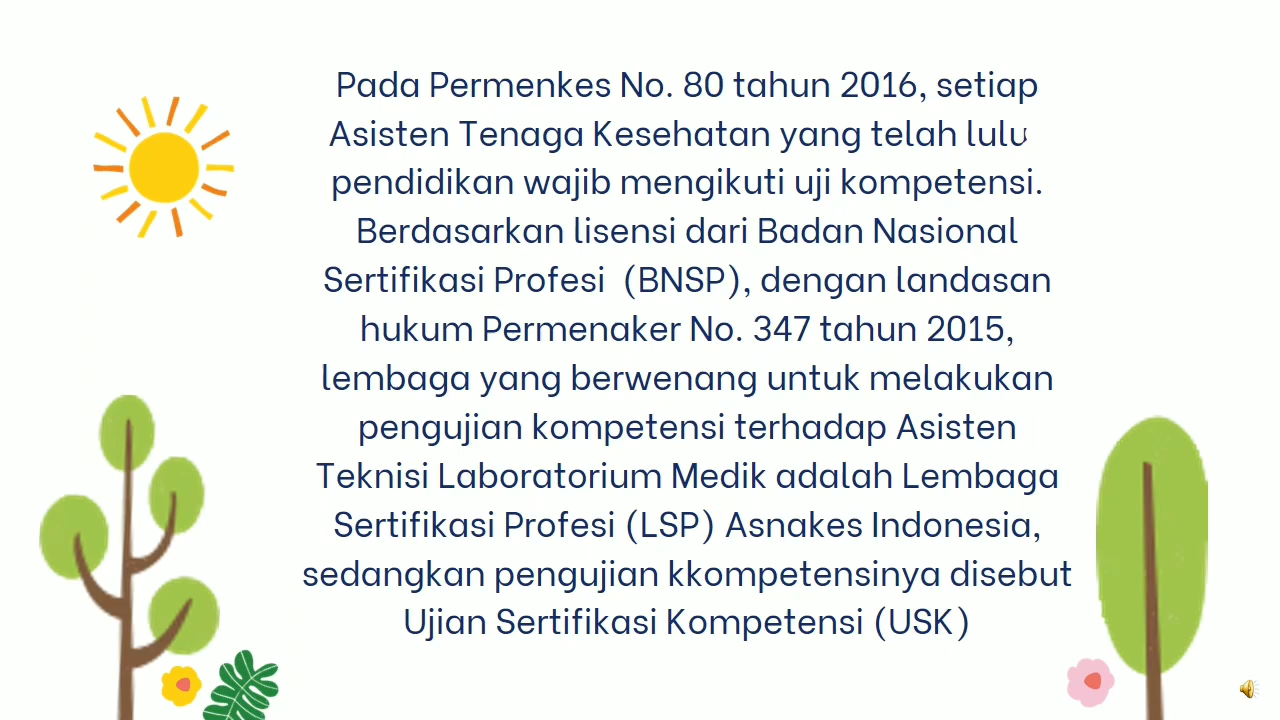 Pada Permenkes No. 80 tahun 2016, setiap
Asisten Tenaga Kesehatan yang telah lulu
pendidikan wajib mengikuti uji kompetensi.
Berdasarkan lisensi dari Badan Nasional
Sertifikasi Profesi (BNSP), dengan landasan
hukum Permenaker No. 347 tahun 2015,
lembaga yang berwenang untuk melakukan
pengujian kompetensi terhadap Asisten
Teknisi Laboratorium Medik adalah Lembaga
Sertifikasi Profesi (LSP) Asnakes Indonesia,
sedangkan pengujian kkompetensinya disebut
Ujian Sertifikasi Kompetensi (USK)